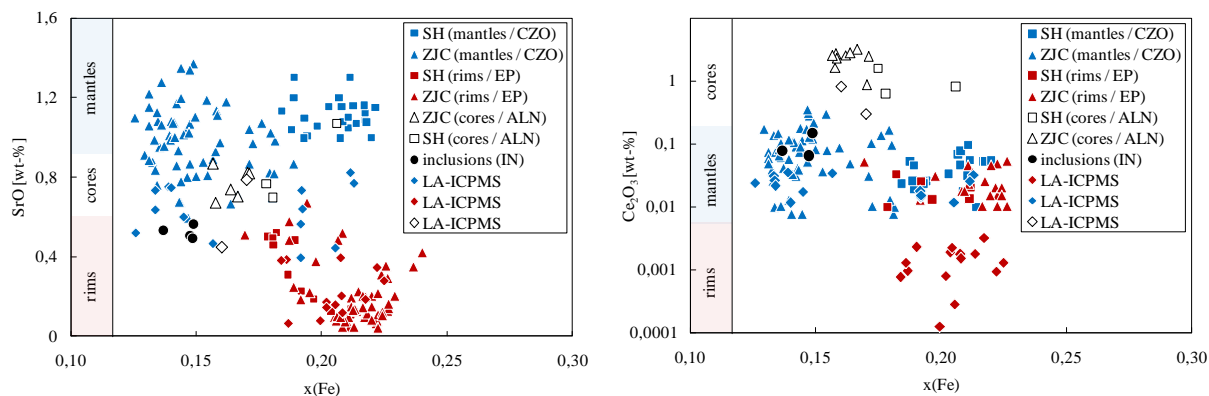 1,6
1,2
0,8
0,4
0
SrO [wt-%]
mantles
cores
rims
0,10
0,15
0,20
0,25
0,30
x(Fe)
SH (mantles / CZO)
ZJC (mantles / CZO)
SH (rims / EP)
ZJC (rims / EP)
ZJC (cores / ALN)
SH (cores / ALN)
inclusions (IN)
LA-ICPMS
LA-ICPMS
LA-ICPMS
1
0,1
0,01
0,001
0,0001
Ce₂O₃ [wt-%]
cores
mantles
rims
0,10
0,15
0,20
0,25
0,30
x(Fe)
SH (mantles / CZO)
ZJC (mantles / CZO)
SH (rims / EP)
ZJC (rims / EP)
SH (cores / ALN)
ZJC (cores / ALN)
inclusions (IN)
LA-ICPMS
LA-ICPMS
LA-ICPMS